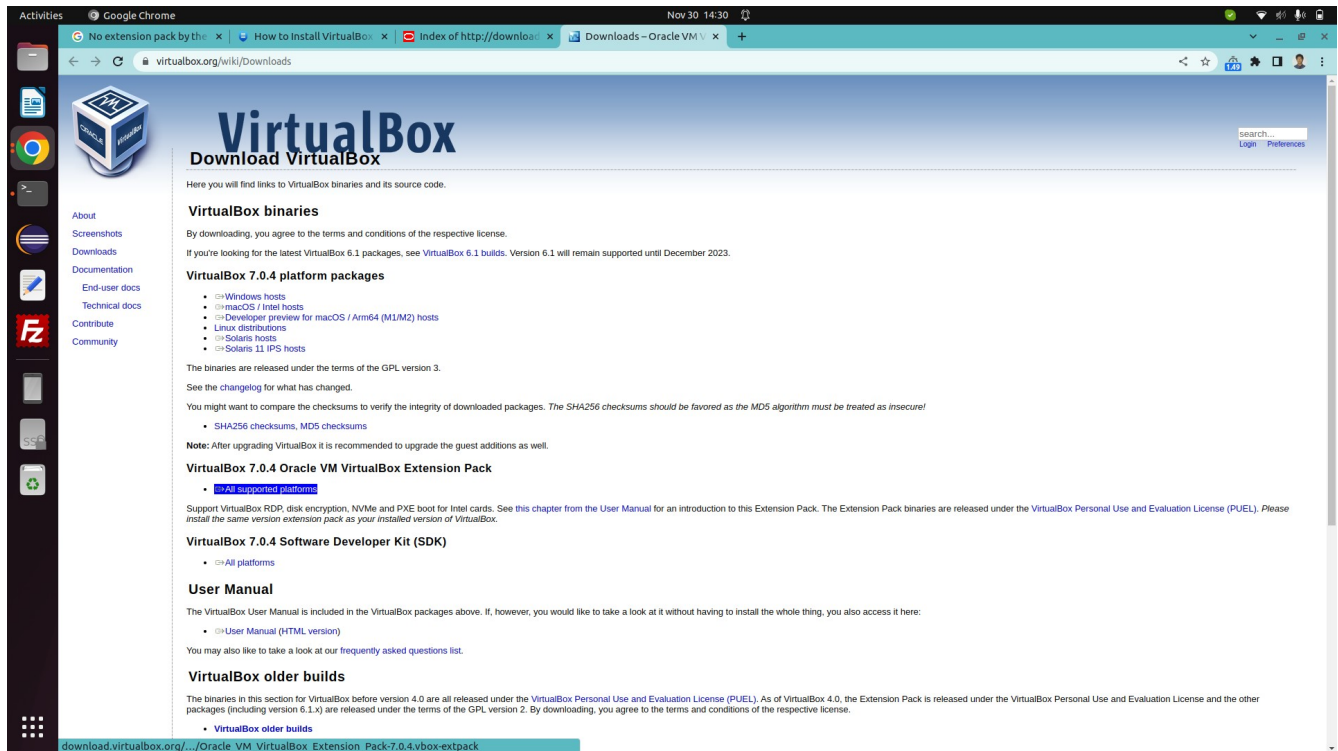 Activities
Google Chrome
Nov 30 14:30
No extension pack by the
How to Install VirtualBox
Index of http://download
Downloads – Oracle VM V
virtualbox.org/wiki/Downloads
1.49
ORACLE
VirtualBox
VirtualBox
search...
Login Preferences
Download VirtualBox
Here you will find links to VirtualBox binaries and its source code.
About
Screenshots
Downloads
Documentation
End-user docs
Technical docs
Contribute
Community
VirtualBox binaries
By downloading, you agree to the terms and conditions of the respective license.
If you're looking for the latest VirtualBox 6.1 packages, see VirtualBox 6.1 builds. Version 6.1 will remain supported until December 2023.
VirtualBox 7.0.4 platform packages
Windows hosts
macOS / Intel hosts
Developer preview for macOS / Arm64 (M1/M2) hosts
Linux distributions
Solaris hosts
Solaris 11 IPS hosts
The binaries are released under the terms of the GPL version 3.
See the changelog for what has changed.
You might want to compare the checksums to verify the integrity of downloaded packages. The SHA256 checksums should be favored as the MD5 algorithm must be treated as insecure!
SHA256 checksums, MD5 checksums
Note: After upgrading VirtualBox it is recommended to upgrade the guest additions as well.
VirtualBox 7.0.4 Oracle VM VirtualBox Extension Pack
All supported platforms
Support VirtualBox RDP, disk encryption, NVMe and PXE boot for Intel cards. See this chapter from the User Manual for an introduction to this Extension Pack. The Extension Pack binaries are released under the VirtualBox Personal Use and Evaluation License (PUEL). Please
install the same version extension pack as your installed version of VirtualBox.
VirtualBox 7.0.4 Software Developer Kit (SDK)
All platforms
User Manual
The VirtualBox User Manual is included in the VirtualBox packages above. If, however, you would like to take a look at it without having to install the whole thing, you also access it here:
User Manual (HTML version)
You may also like to take a look at our frequently asked questions list.
VirtualBox older builds
The binaries in this section for VirtualBox before version 4.0 are all released under the VirtualBox Personal Use and Evaluation License (PUEL). As of VirtualBox 4.0, the Extension Pack is released under the VirtualBox Personal Use and Evaluation License and the other
packages (including version 6.1.x) are released under the terms of the GPL version 2. By downloading, you agree to the terms and conditions of the respective license.
VirtualBox older builds
download.virtualbox.org/.../Oracle_VM_VirtualBox_Extension_Pack-7.0.4.vbox-extpack